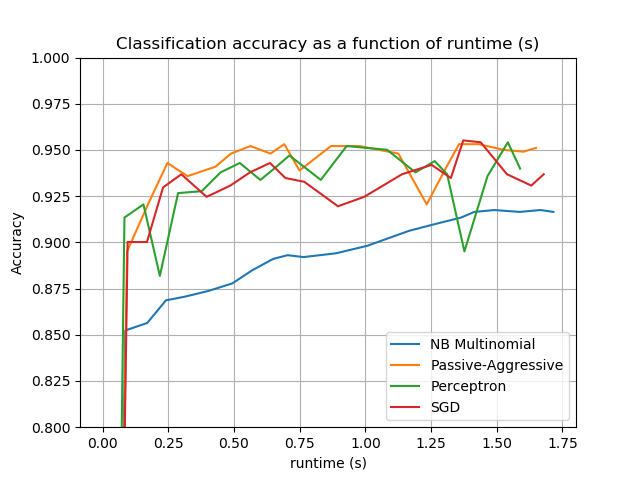 Classification accuracy as a function of runtime (s)
1.000
0.975
0.950
0.925
0.900
0.875
0.850
0.825
0.800
Accuracy
NB Multinomial
Passive-Aggressive
Perceptron
SGD
0.00 0.25 0.50 0.75 1.00 1.25 1.50 1.75
runtime (s)